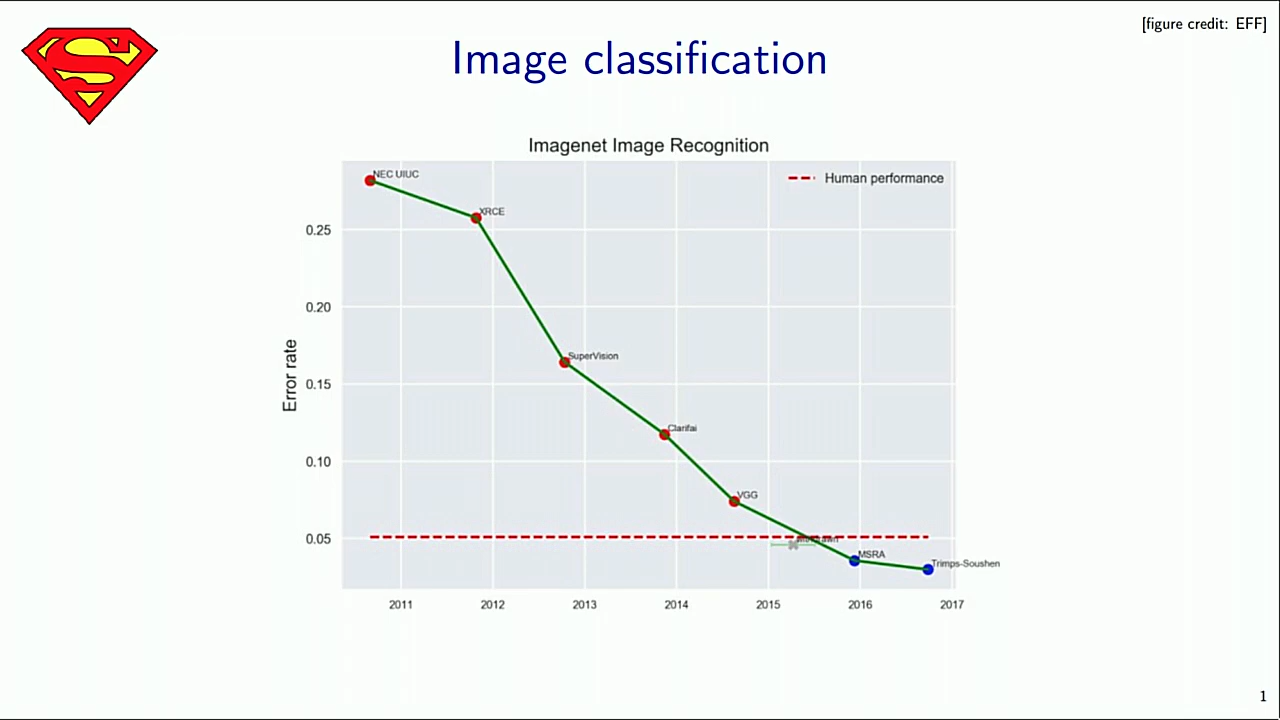 [figure credit: EFF]
Image classification
Imagenet Image Recognition
NEC UIUC
Human performance
XRCE
0.25
0.20
SuperVision
Error rate
0.15
Clarifai
0.10
VGG
0.05
MSRA
Trimps-Soushen
2011 2012 2013 2014 2015 2016 2017
1